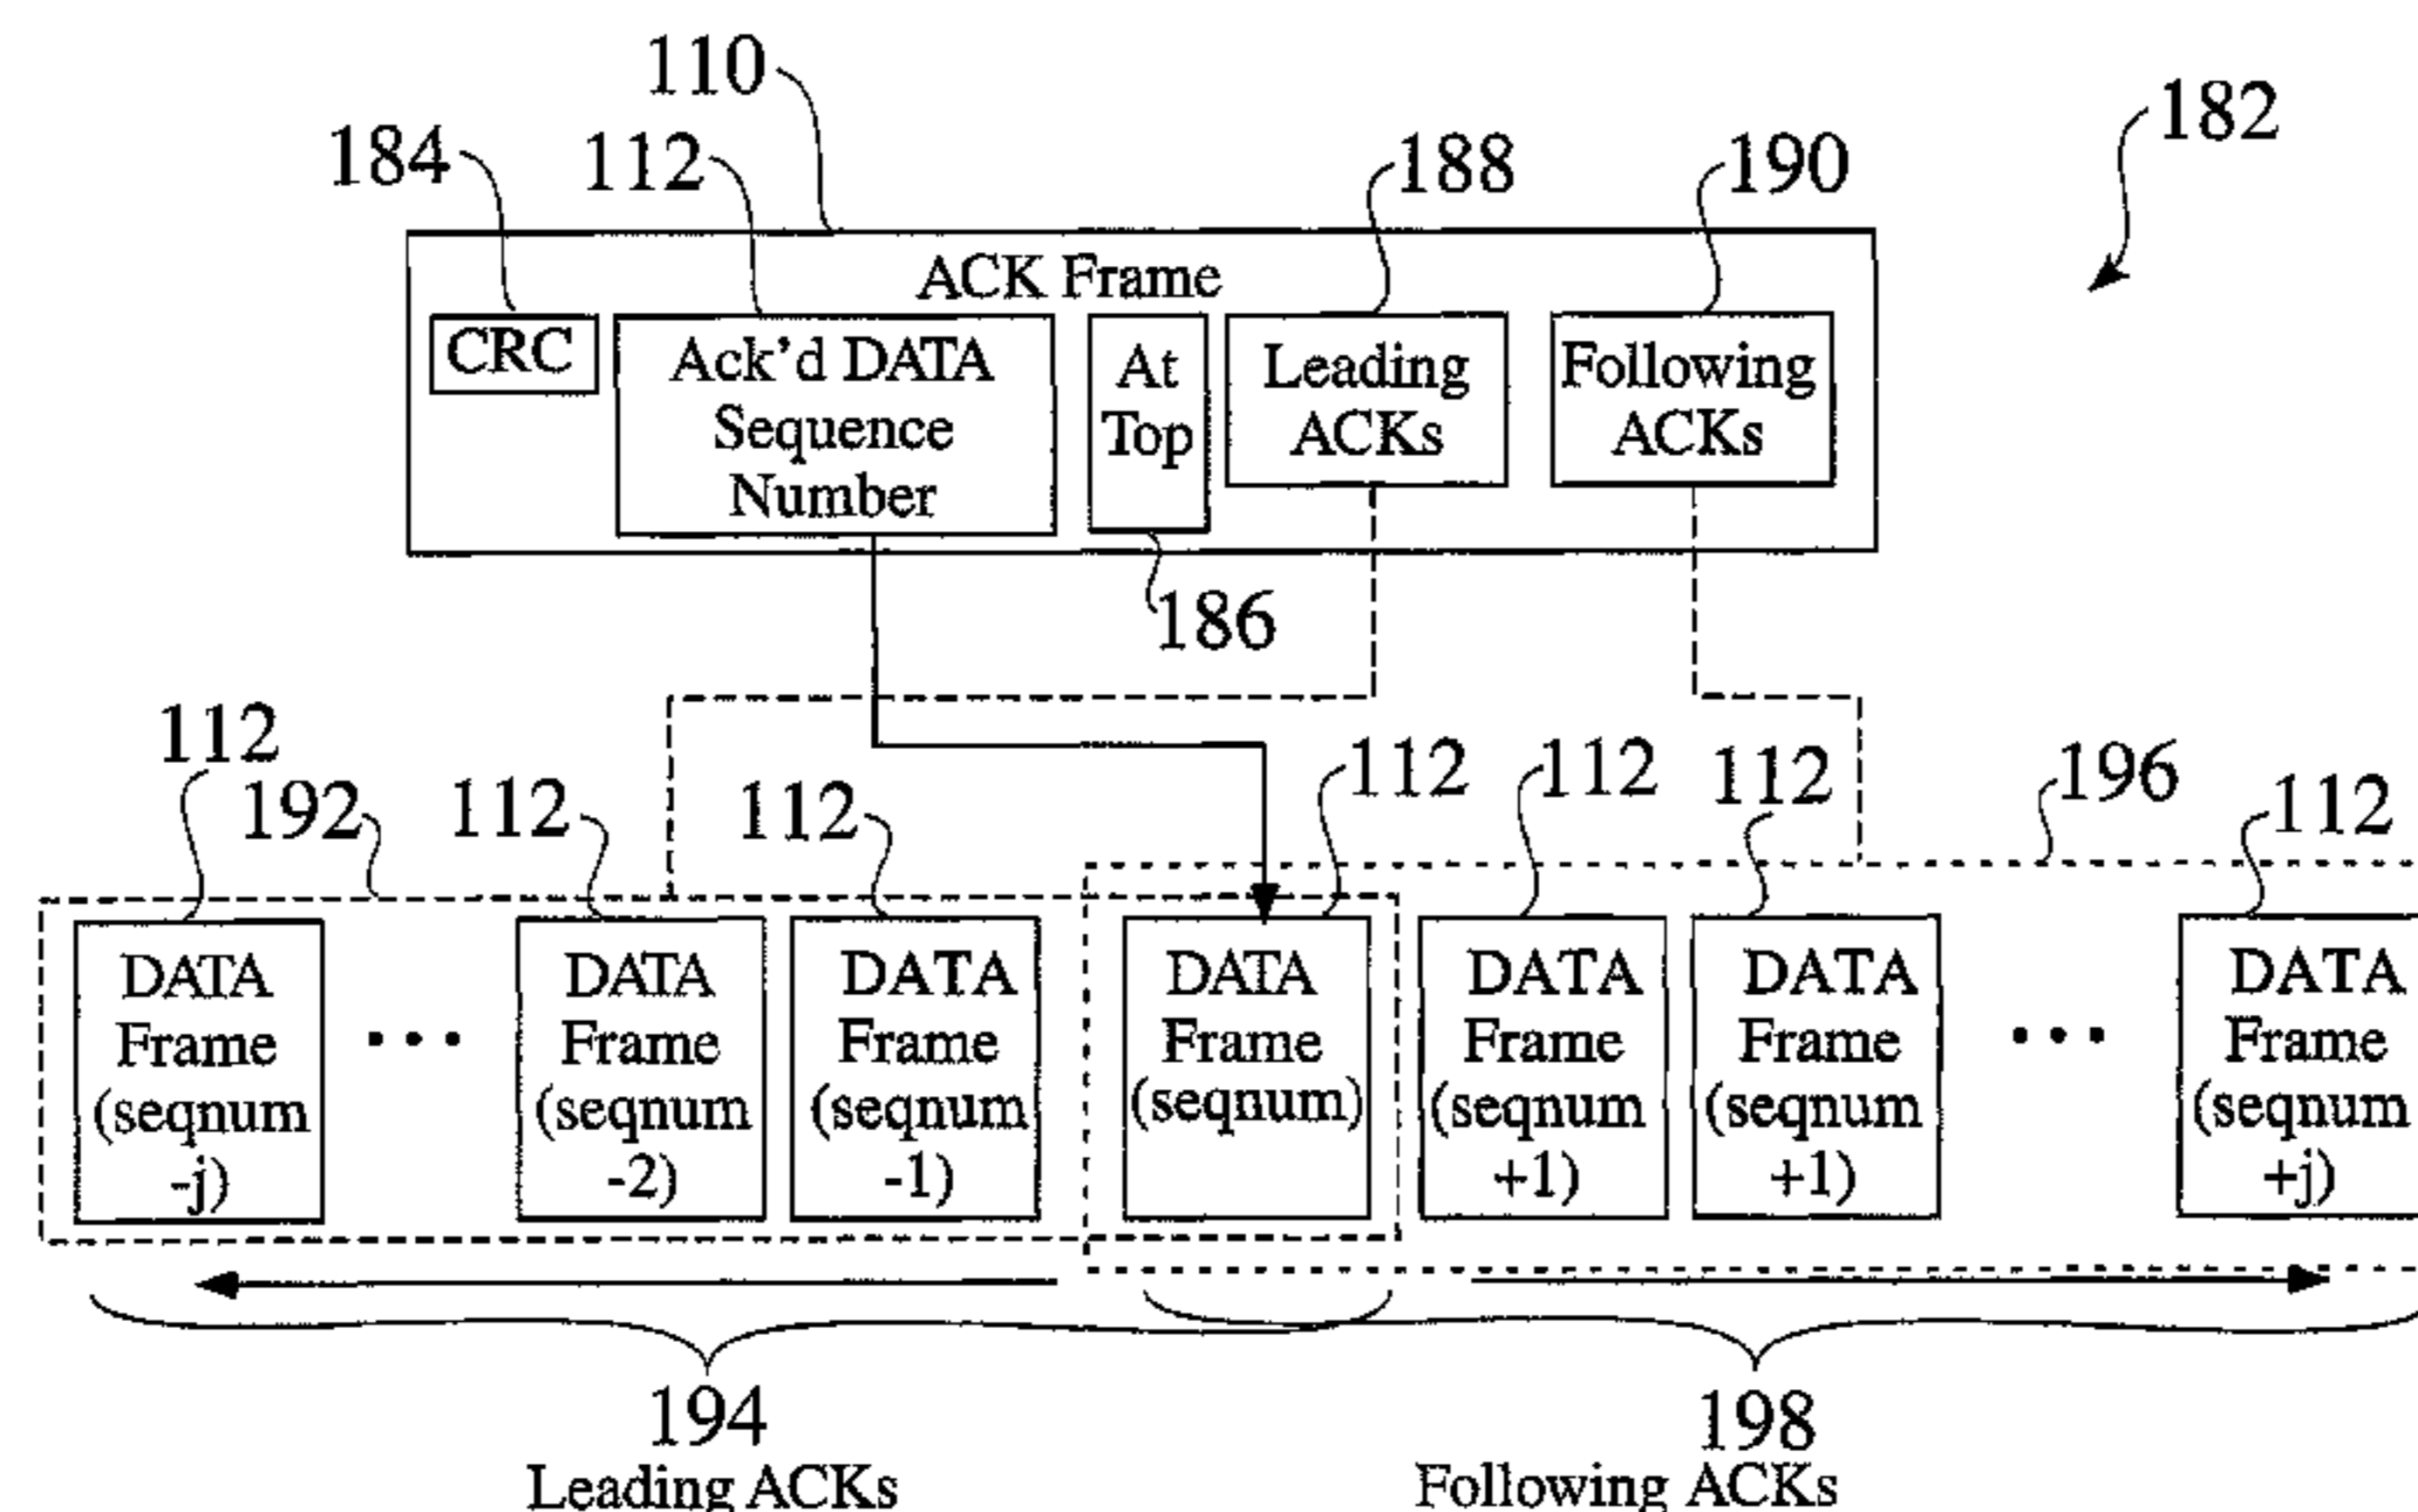 110
182
184
112
188
190
ACK Frame
CRC
Ack'd DATA
Sequence
Number
At
Top
Leading
ACKs
Following
ACKs
186
112
192
112
112
112
112
112
196
112
DATA
Frame
(seqnum
-j)
• • •
DATA
Frame
(seqnum
-2)
DATA
Frame
(seqnum
-1)
DATA
Frame
(seqnum)
DATA
Frame
(seqnum
+1)
DATA
Frame
(seqnum
+1)
• • •
DATA
Frame
(seqnum
+j)
194
Leading ACKs
198
Following ACKs